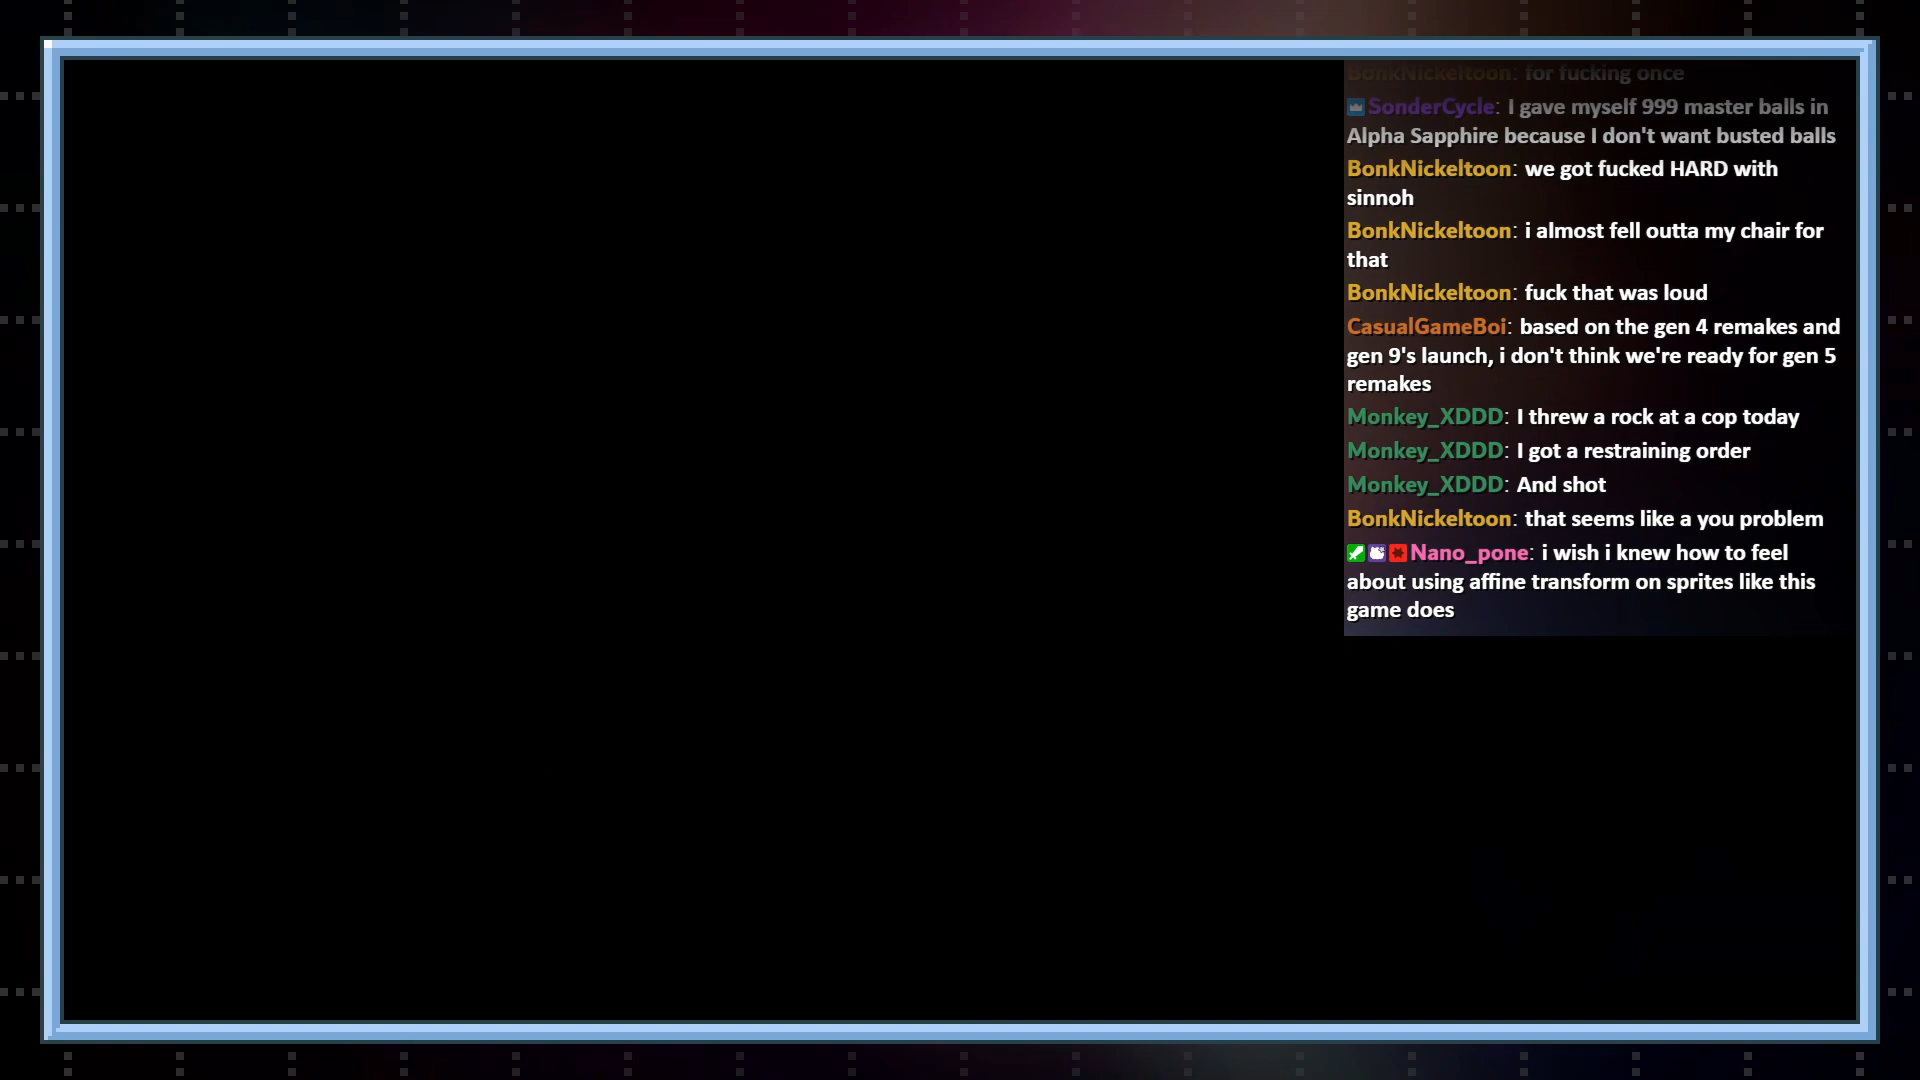 BonkNickeltoon: for fucking once
SonderCycle: I gave myself 999 master balls in
Alpha Sapphire because I don't want busted balls
BonkNickeltoon: we got fucked HARD with
sinnoh
BonkNickeltoon: i almost fell outta my chair for
that
BonkNickeltoon: fuck that was loud
CasualGameBoi: based on the gen 4 remakes and
gen 9's launch, i don't think we're ready for gen 5
remakes
Monkey_XDDD: I threw a rock at a cop today
Monkey_XDDD: I got a restraining order
Monkey_XDDD: And shot
BonkNickeltoon: that seems like a you problem
Nano_pone: i wish i knew how to feel
about using affine transform on sprites like this
game does